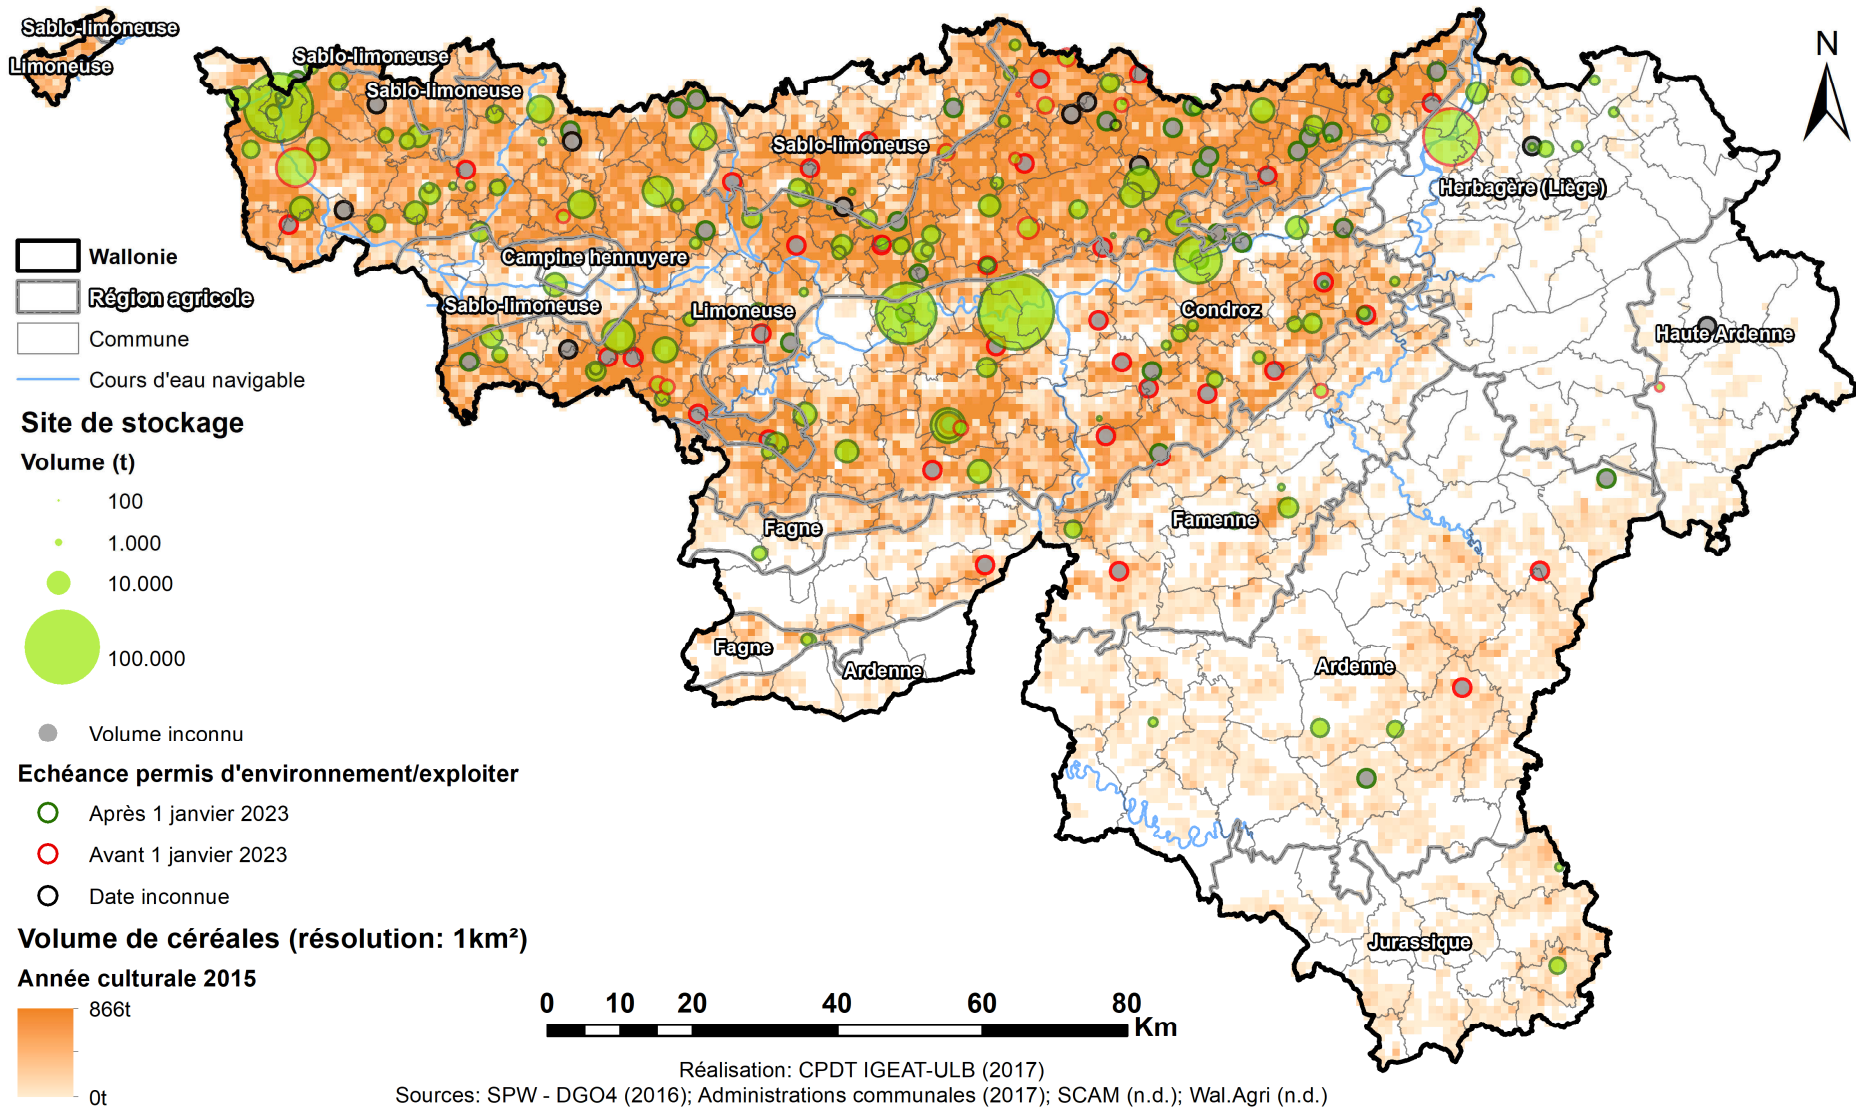 Sablo-limoneuse
Limoneuse
Sablo-limoneuse
Sablo-limoneuse
Sablo-limoneuse
Herbagère (Liège)
Campine hennuyere
Sablo-limoneuse
Limoneuse
Condroz
Haute Ardenne
Fagne
Famenne
Fagne
Ardenne
Ardenne
Jurassique
N
Wallonie
Région agricole
Commune
Cours d'eau navigable
Site de stockage
Volume (t)
100
1.000
10.000
100.000
Volume inconnu
Echéance permis d'environnement/exploiter
Après 1 janvier 2023
Avant 1 janvier 2023
Date inconnue
Volume de céréales (résolution: 1km²)
Année culturale 2015
866t
0t
0 10 20 40 60 80
Km
Réalisation: CPDT IGEAT-ULB (2017)
Sources: SPW - DGO4 (2016); Administrations communales (2017); SCAM (n.d.); Wal.Agri (n.d.)